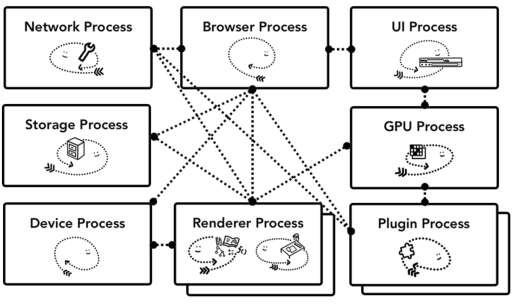 Network Process
Browser Process
UI Process
Storage Process
GPU Process
Device Process
Renderer Process
Plugin Process